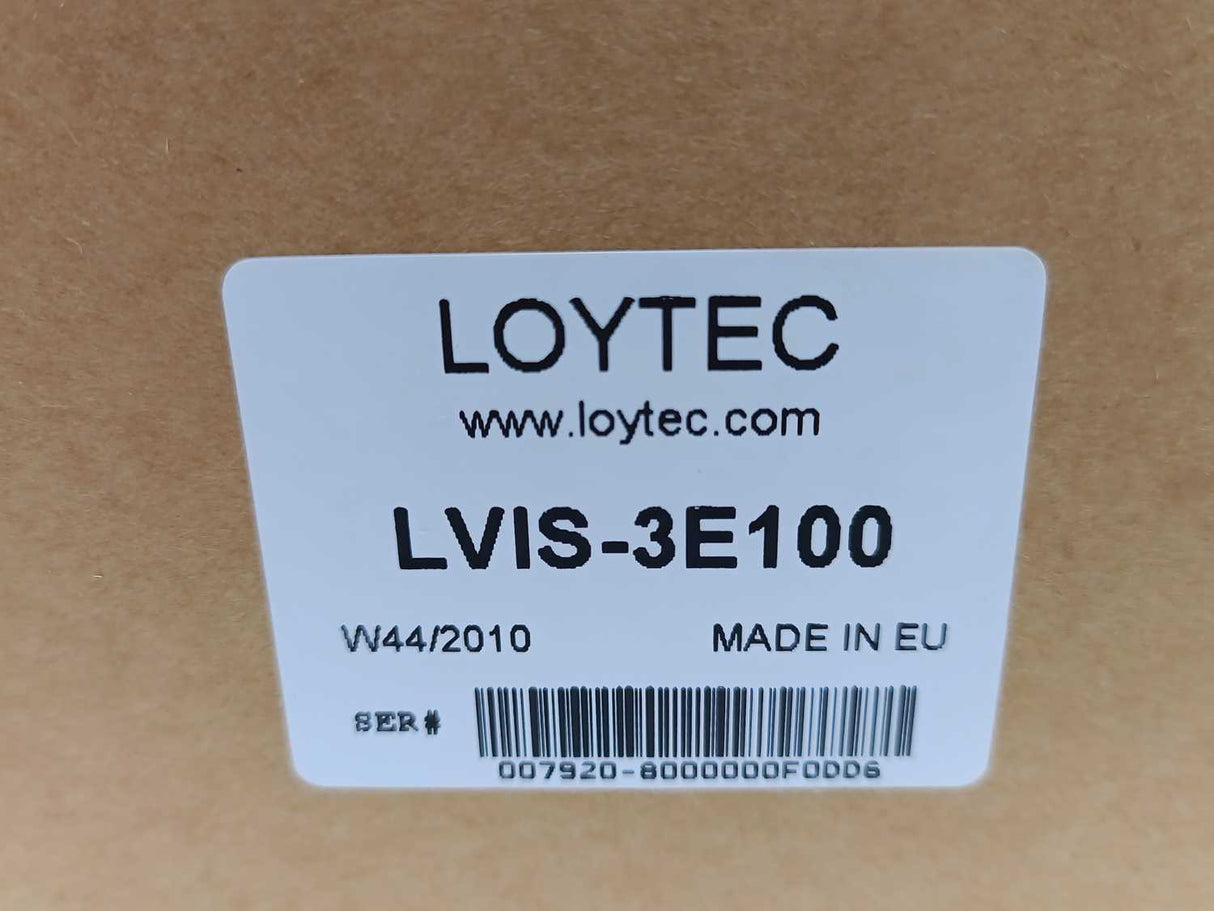 LOYTEC
www.loytec.com
LVIS-3E100
W44/2010 MADE IN EU
SER#
007920-8000000F0DD6